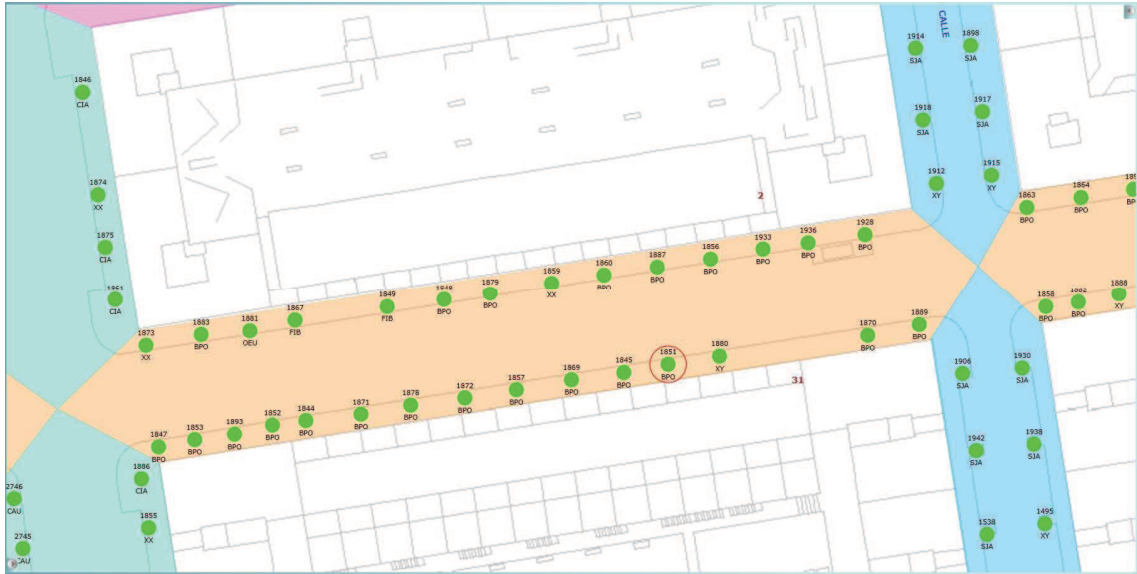 CALLE
1914
SJA
1898
SJA
1846
CIA
1918
SJA
1917
SJA
1874
XX
1912
XY
1915
XY
2
1863
BPO
1864
BPO
1875
CIA
1933
BPO
1936
BPO
1928
BPO
1861
CIA
1859
XX
1860
BPO
1887
BPO
1856
BPO
1849
FIB
BPO
1879
BPO
1858
BPO
1882
BPO
1888
XY
1873
XX
1883
BPO
1881
OEU
1867
FIB
1870
BPO
1889
BPO
1869
BPO
1845
BPO
1851
BPO
1880
XY
31
1906
SJA
1930
SJA
1847
BPO
1853
BPO
1893
BPO
1852
BPO
1844
BPO
1871
BPO
1878
BPO
1872
BPO
1857
BPO
1886
CIA
1942
SJA
1938
SJA
2746
CAU
1855
XX
1538
SJA
1495
XY
2745
CAU